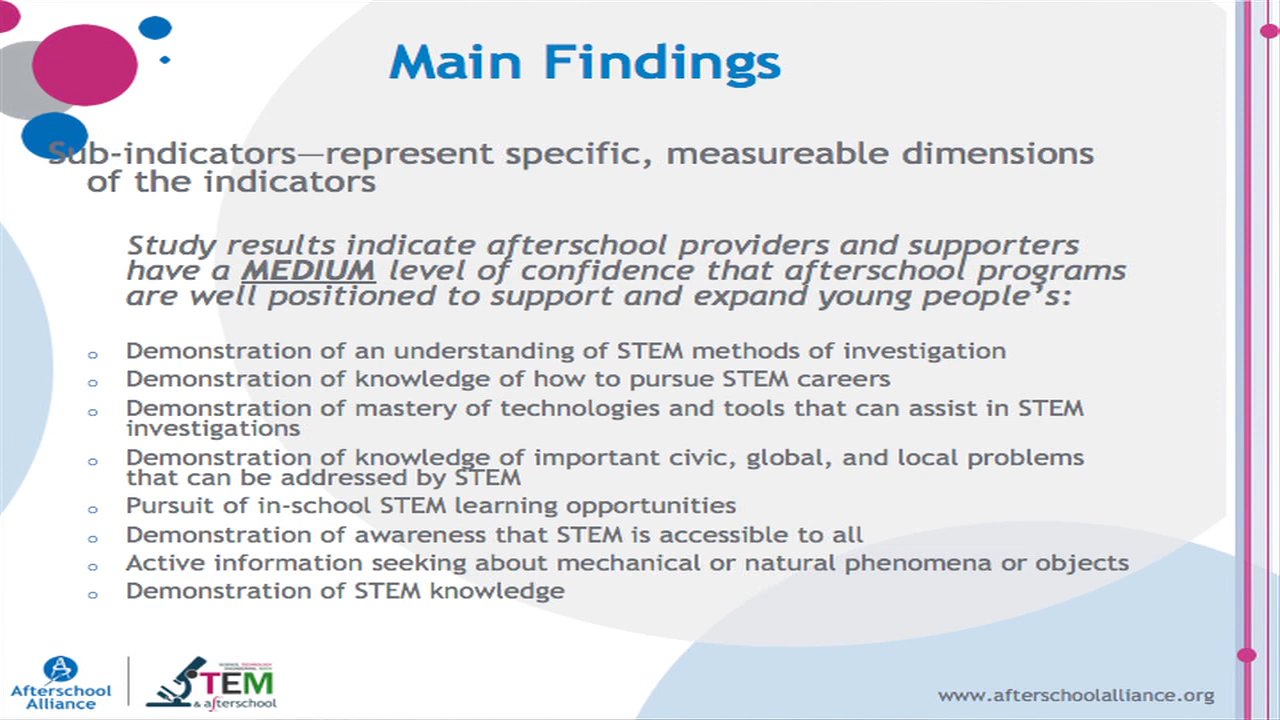 Main Findings
Sub-indicators—represent specific, measureable dimensions
of the indicators
Study results indicate afterschool providers and supporters
have a MEDIUM level of confidence that afterschool programs
are well positioned to support and expand young people's:
Demonstration of an understanding of STEM methods of investigation
Demonstration of knowledge of how to pursue STEM careers
Demonstration of mastery of technologies and tools that can assist in STEM
investigations
Demonstration of knowledge of important civic, global, and local problems
that can be addressed by STEM
Pursuit of in-school STEM learning opportunities
Demonstration of awareness that STEM is accessible to all
Active information seeking about mechanical or natural phenomena or objects
Demonstration of STEM knowledge
Afterschool
Alliance
SCIENCE, TECHNOLOGY
ENGINEERING, MATH
STEM
& afterschool
www.afterschoolalliance.org